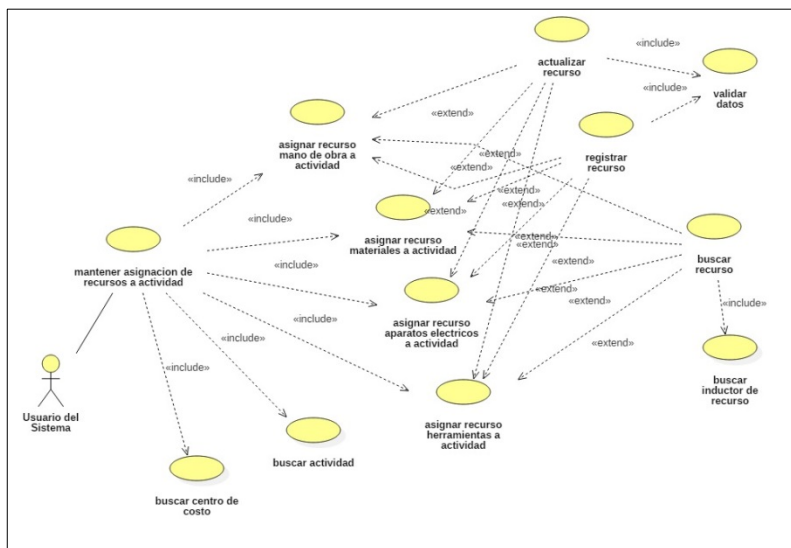 actualizar
recurso
«include»
validar
datos
«include»
«extend»
asignar recurso
mano de obra a
actividad
registrar
recurso
«extend»
«extend»
«extend»
«extend»
«include»
«extend»
«extend»
«include»
asignar recurso
materiales a actividad
«extend»
«extend»
buscar
recurso
mantener asignacion de
recursos a actividad
«include»
«extend»
«extend»
«include»
asignar recurso
aparatos electricos
a actividad
«include»
«extend»
buscar
inductor de
recurso
«include»
«include»
Usuario del
Sistema
asignar recurso
herramientas a
actividad
buscar actividad
buscar centro de
costo